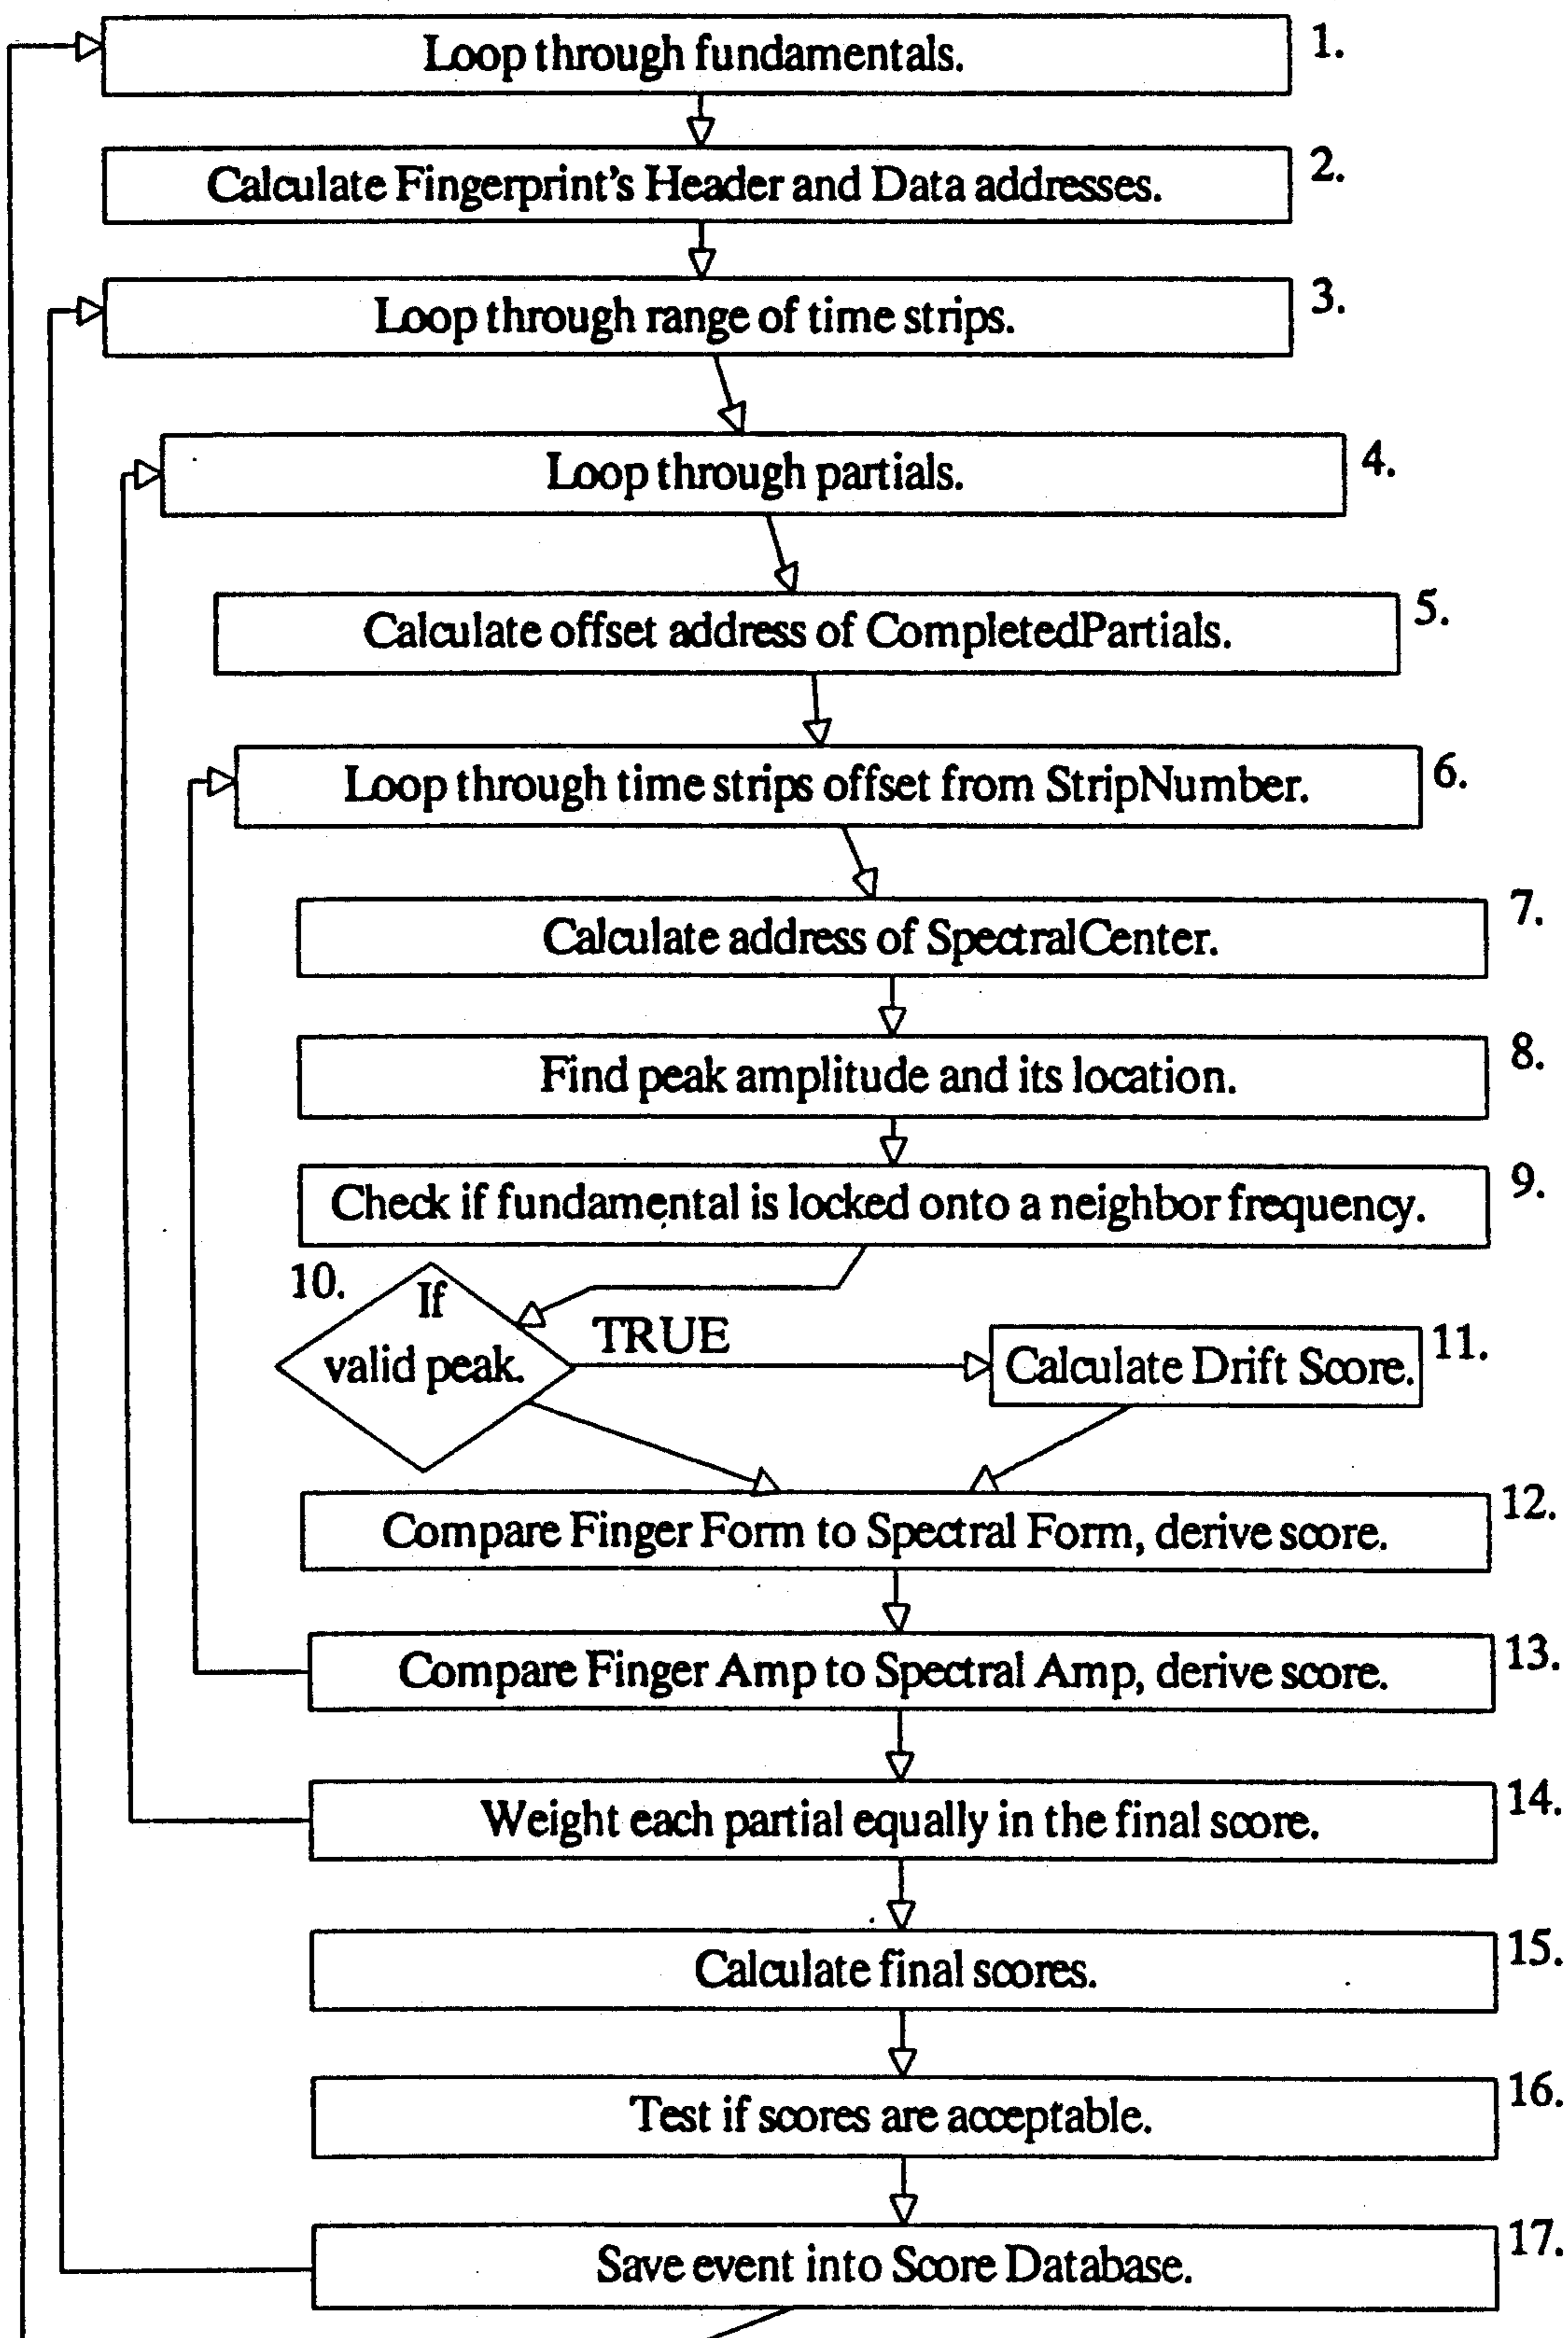 Loop through fundamentals. 1.
Calculate Fingerprint's Header and Data addresses. 2.
Loop through range of time strips. 3.
Loop through partials. 4.
Calculate offset address of CompletedPartials. 5.
Loop through time strips offset from StripNumber. 6.
Calculate address of SpectralCenter. 7.
Find peak amplitude and its location. 8.
Check if fundamental is locked onto a neighbor frequency. 9.
10.
If
valid peak.
TRUE
Calculate Drift Score. 11.
Compare Finger Form to Spectral Form, derive score. 12.
Compare Finger Amp to Spectral Amp, derive score. 13.
Weight each partial equally in the final score. 14.
Calculate final scores. 15.
Test if scores are acceptable. 16.
Save event into Score Database. 17.